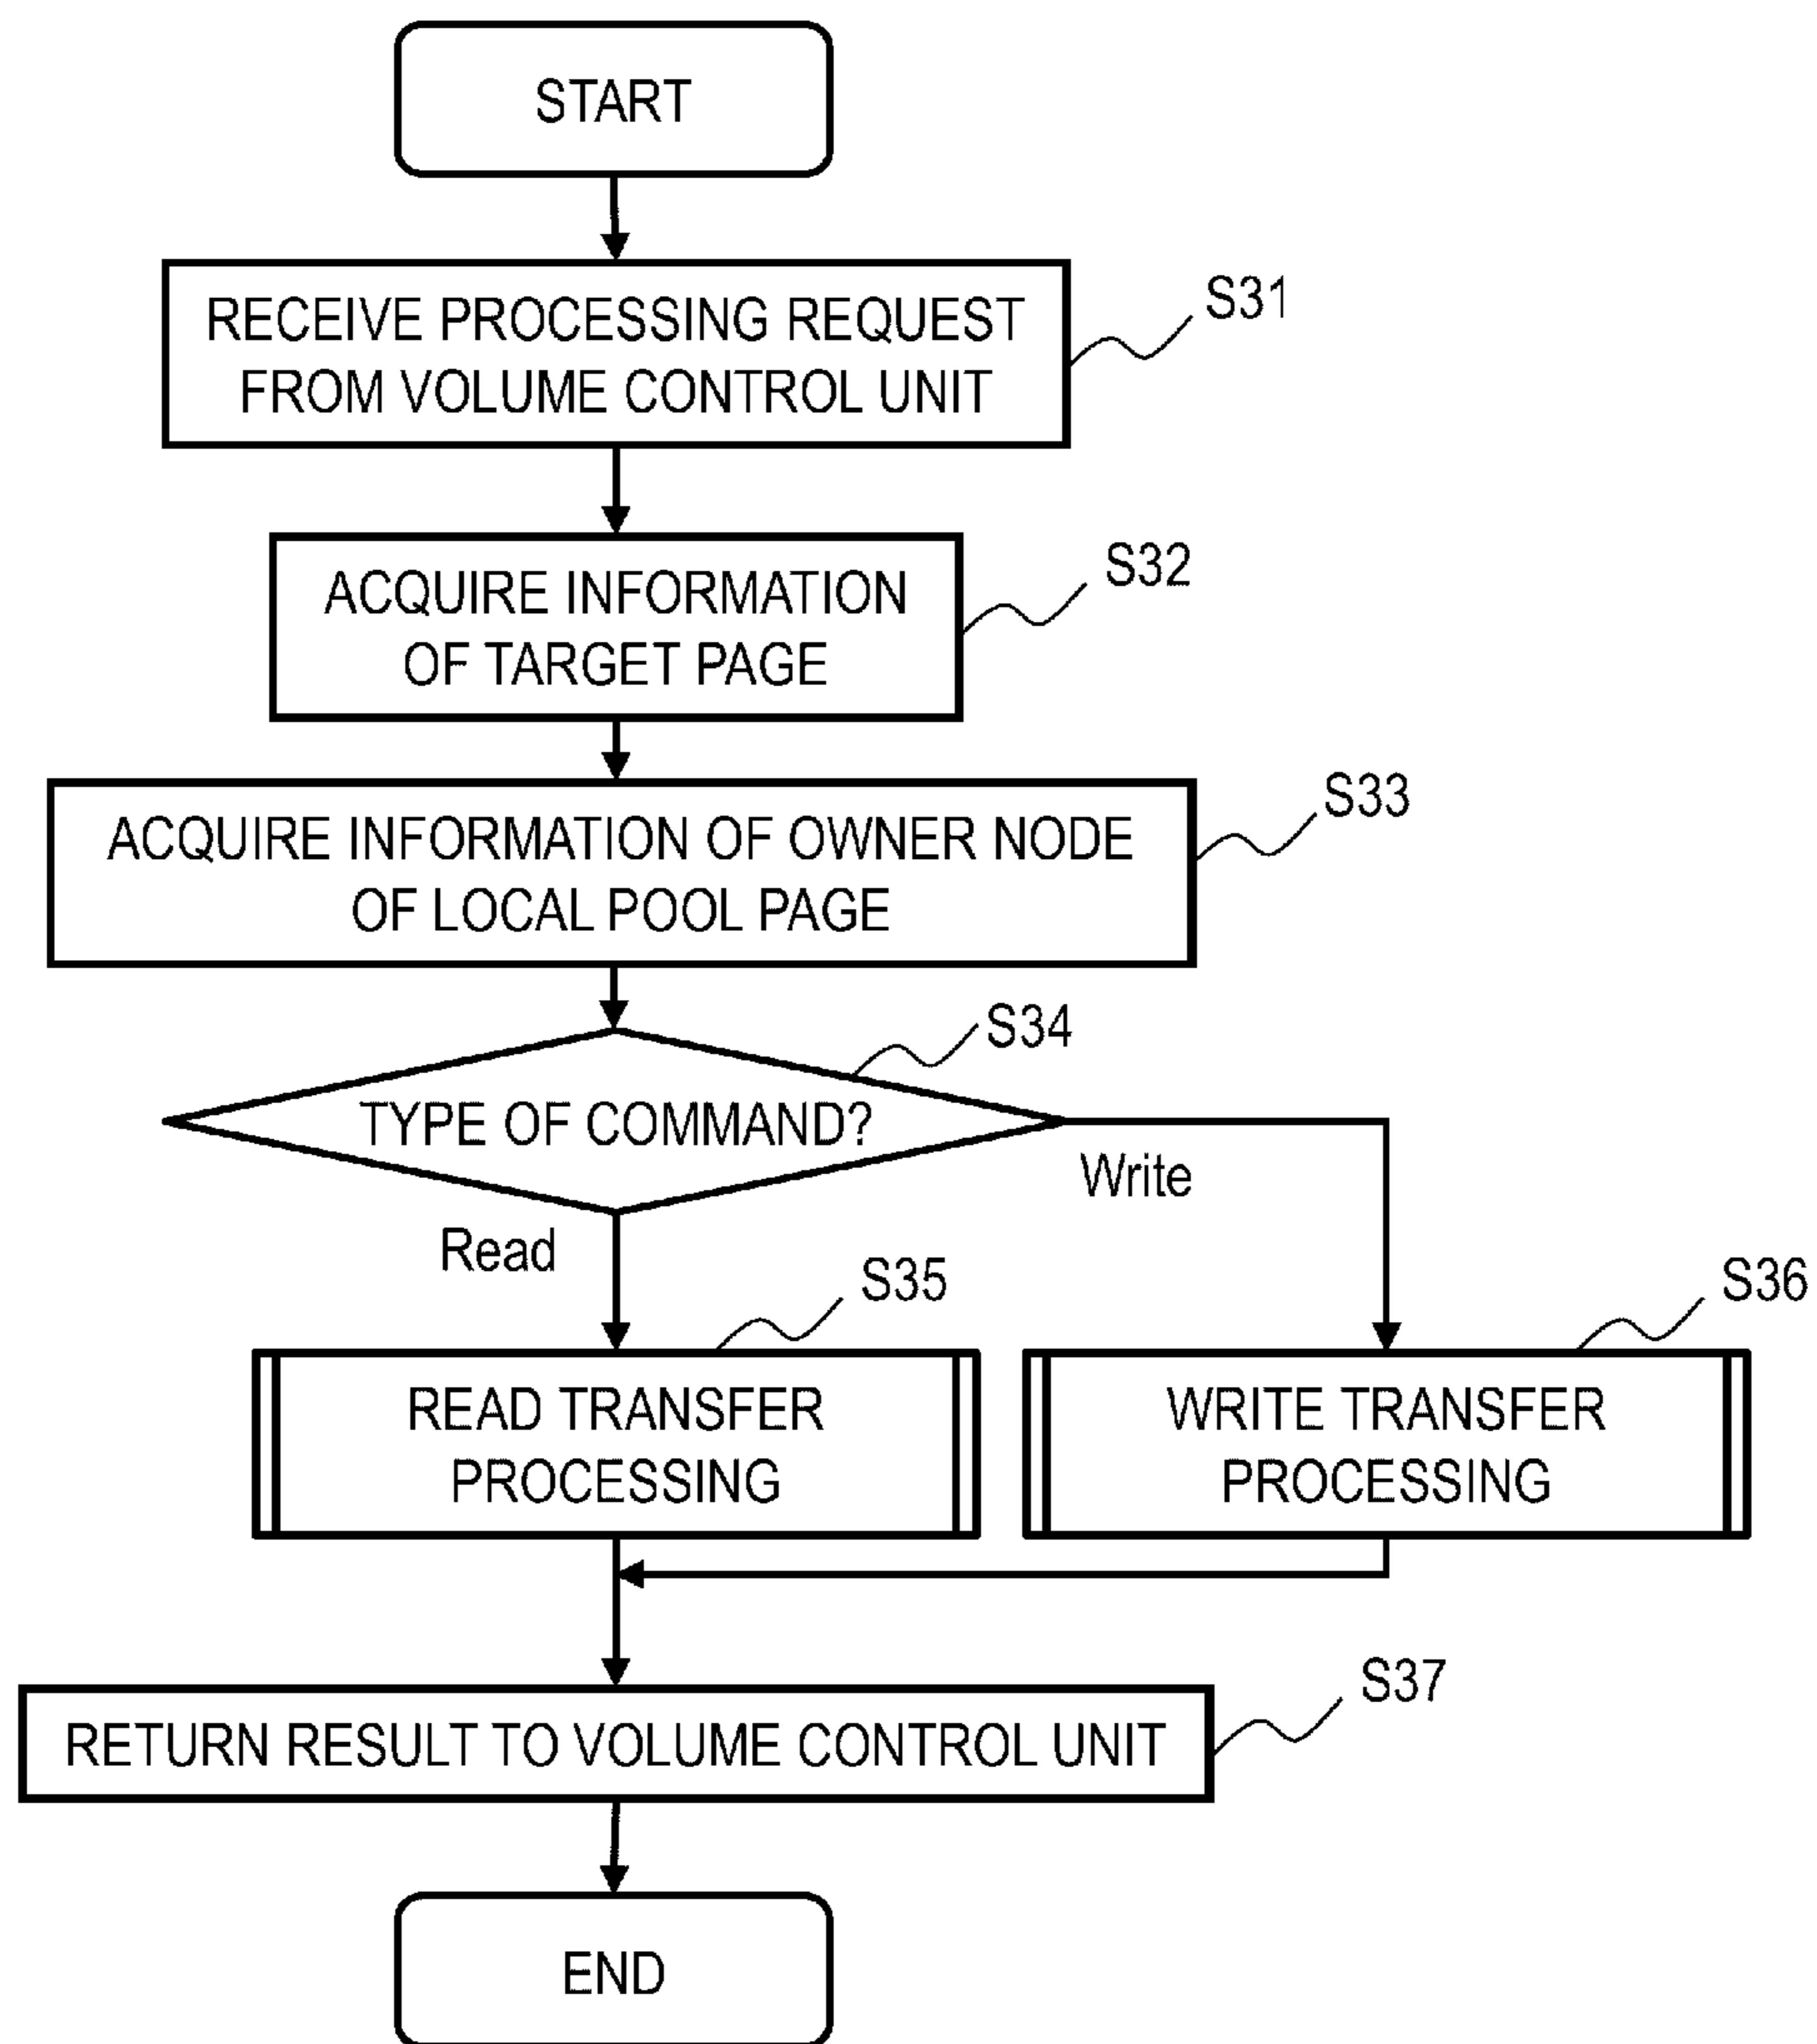 START
RECEIVE PROCESSING REQUEST
FROM VOLUME CONTROL UNIT
S31
ACQUIRE INFORMATION
OF TARGET PAGE
S32
ACQUIRE INFORMATION OF OWNER NODE
OF LOCAL POOL PAGE
S33
TYPE OF COMMAND?
S34
Write
Read
S35
S36
READ TRANSFER
PROCESSING
WRITE TRANSFER
PROCESSING
RETURN RESULT TO VOLUME CONTROL UNIT
S37
END